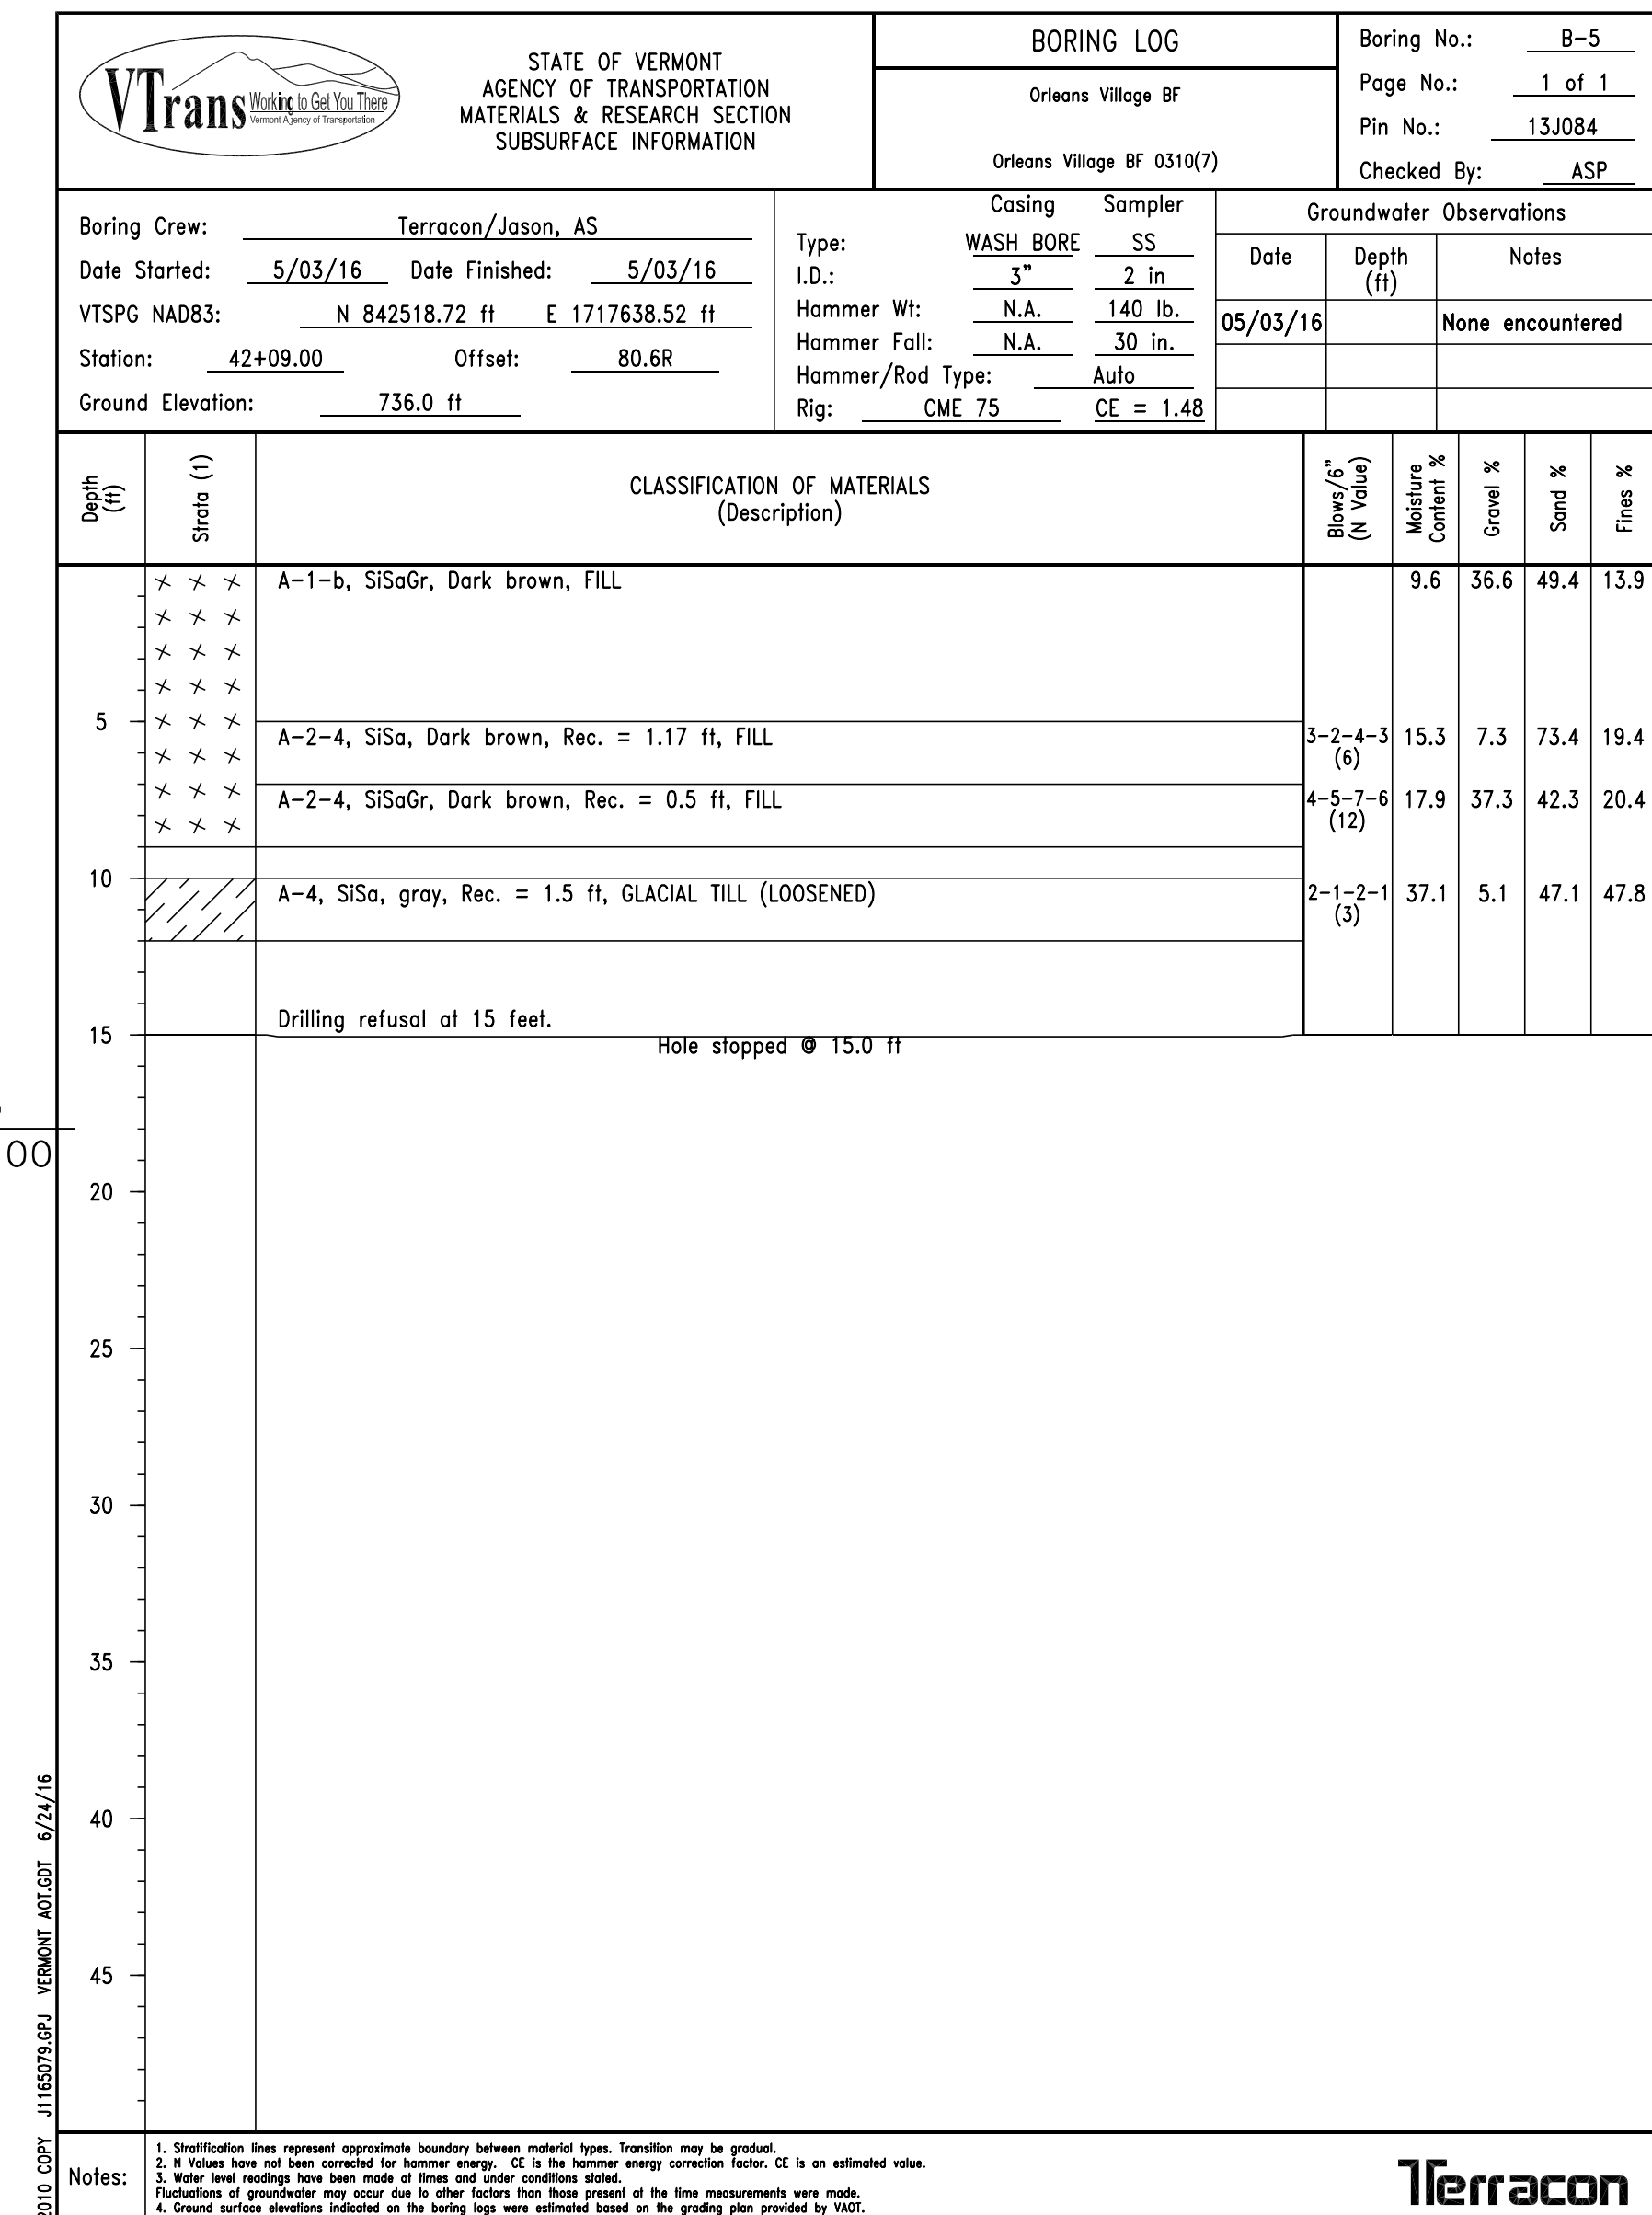 VTrans Working to Get You There
Vermont Agency of Transportation
STATE OF VERMONT
AGENCY OF TRANSPORTATION
MATERIALS & RESEARCH SECTION
SUBSURFACE INFORMATION
BORING LOG
Orleans Village BF
Orleans Village BF 0310(7)
Boring No.: B-5
Page No.: 1 of 1
Pin No.: 13J084
Checked By: ASP
Boring Crew: Terracon/Jason, AS
Date Started: 5/03/16 Date Finished: 5/03/16
VTSPG NAD83: N 842518.72 ft E 1717638.52 ft
Station: 42+09.00 Offset: 80.6R
Ground Elevation: 736.0 ft
Casing Sampler
Type: WASH BORE SS
I.D.: 3" 2 in
Hammer Wt: N.A. 140 lb.
Hammer Fall: N.A. 30 in.
Hammer/Rod Type: Auto
Rig: CME 75 CE = 1.48
Groundwater Observations
Date Depth (ft) Notes
05/03/16 None encountered
Depth (ft) Strata (1) CLASSIFICATION OF MATERIALS (Description) Blows/6" (N Value) Moisture Content % Gravel % Sand % Fines %
A-1-b, SiSaGr, Dark brown, FILL 9.6 36.6 49.4 13.9
5
A-2-4, SiSa, Dark brown, Rec. = 1.17 ft, FILL 3-2-4-3 15.3 7.3 73.4 19.4
(6)
A-2-4, SiSaGr, Dark brown, Rec. = 0.5 ft, FILL 4-5-7-6 17.9 37.3 42.3 20.4
(12)
10
A-4, SiSa, gray, Rec. = 1.5 ft, GLACIAL TILL (LOOSENED) 2-1-2-1 37.1 5.1 47.1 47.8
(3)
Drilling refusal at 15 feet.
15
Hole stopped @ 15.0 ft
00
20
25
30
35
40
45
2010 COPY J1165079.GPJ VERMONT AOT.GDT 6/24/16
Notes:
1. Stratification lines represent approximate boundary between material types. Transition may be gradual.
2. N Values have not been corrected for hammer energy. CE is the hammer energy correction factor. CE is an estimated value.
3. Water level readings have been made at times and under conditions stated.
Fluctuations of groundwater may occur due to other factors than those present at the time measurements were made.
4. Ground surface elevations indicated on the boring logs were estimated based on the grading plan provided by VAOT.
Terracon